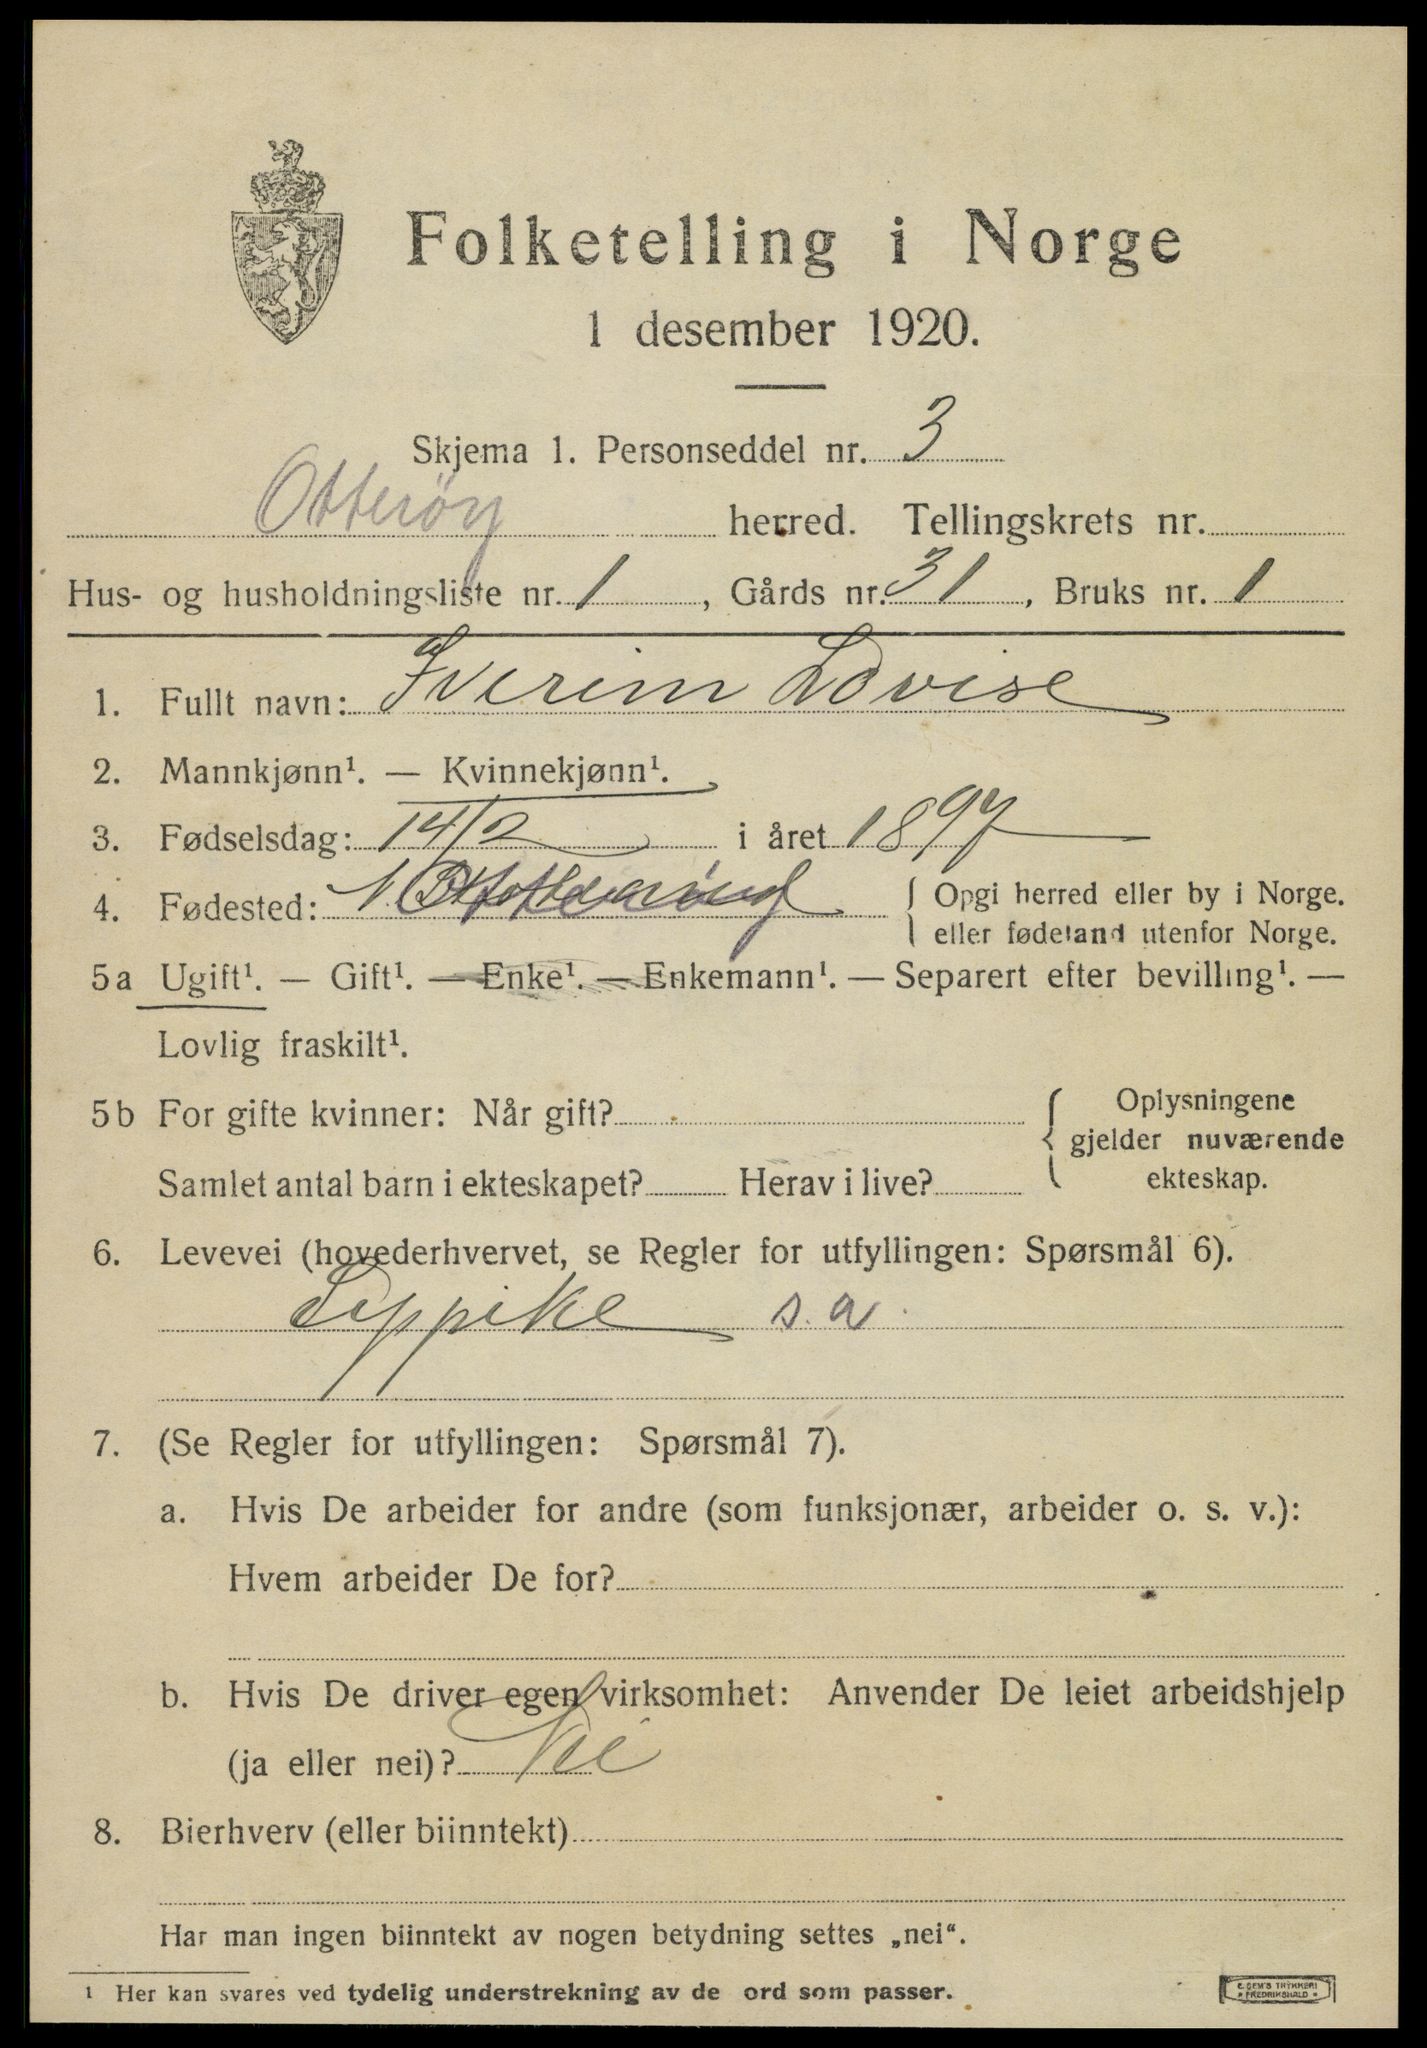 Folketelling i Norge
1 desember 1920.
Skjema 1. Personseddel nr. 3
Otterøy herred. Tellingskrets nr.
Hus- og husholdningsliste nr. 1, Gårds nr. 31, Bruks nr. 1
1. Fullt navn: Lovise
2. Mannkjønn¹. — Kvinnekjønn¹.
3. Fødselsdag: 14/2 i året 1897
4. Fødested: { Opgi herred eller by i Norge.
eller fødeland utenfor Norge.
5a Ugift¹. — Gift¹. — Enke¹. — Enkemann¹. — Separert efter bevilling¹. —
Lovlig fraskilt¹.
5b For gifte kvinner: Når gift?
Samlet antal barn i ekteskapet? Herav i live?
{ Oplysningene
gjelder nuværende
ekteskap.
6. Levevei (hovederhvervet, se Regler for utfyllingen: Spørsmål 6).
s.a.
7. (Se Regler for utfyllingen: Spørsmål 7).
a. Hvis De arbeider for andre (som funksjonær, arbeider o. s. v.):
Hvem arbeider De for?
b. Hvis De driver egen virksomhet: Anvender De leiet arbeidshjelp
(ja eller nei)? Nei
8. Bierhverv (eller biinntekt)
Har man ingen biinntekt av nogen betydning settes „nei“.
¹ Her kan svares ved tydelig understrekning av de ord som passer.
E. SEM'S TRYKKERI
* FREDRIKSHALD *